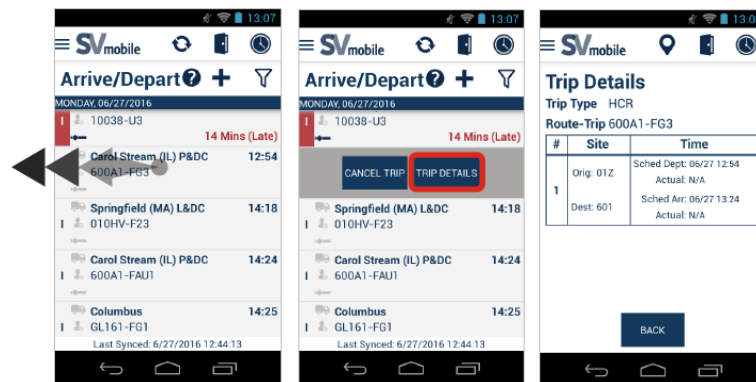 13:07
SVmobile
Arrive/Depart? +
MONDAY, 06/27/2016
I 10038-U3
14 Mins (Late)
Carol Stream (IL) P&DC 12:54
600A1-FG3
Springfield (MA) L&DC 14:18
I 010HV-F23
Carol Stream (IL) P&DC 14:24
I 600A1-FAU1
Columbus 14:25
I GL161-FG1
Last Synced: 6/27/2016 12:44:13
13:07
SVmobile
Arrive/Depart? +
MONDAY, 06/27/2016
I 10038-U3
14 Mins (Late)
CANCEL TRIP TRIP DETAILS
Springfield (MA) L&DC 14:18
I 010HV-F23
Carol Stream (IL) P&DC 14:24
I 600A1-FAU1
Columbus 14:25
I GL161-FG1
Last Synced: 6/27/2016 12:44:13
SVmobile
Trip Details
Trip Type HCR
Route-Trip 600A1-FG3
# Site Time
1
Orig: 01Z
Dest: 601
Sched Dept: 06/27 12:54
Actual: N/A
Sched Arr: 06/27 13:24
Actual: N/A
BACK